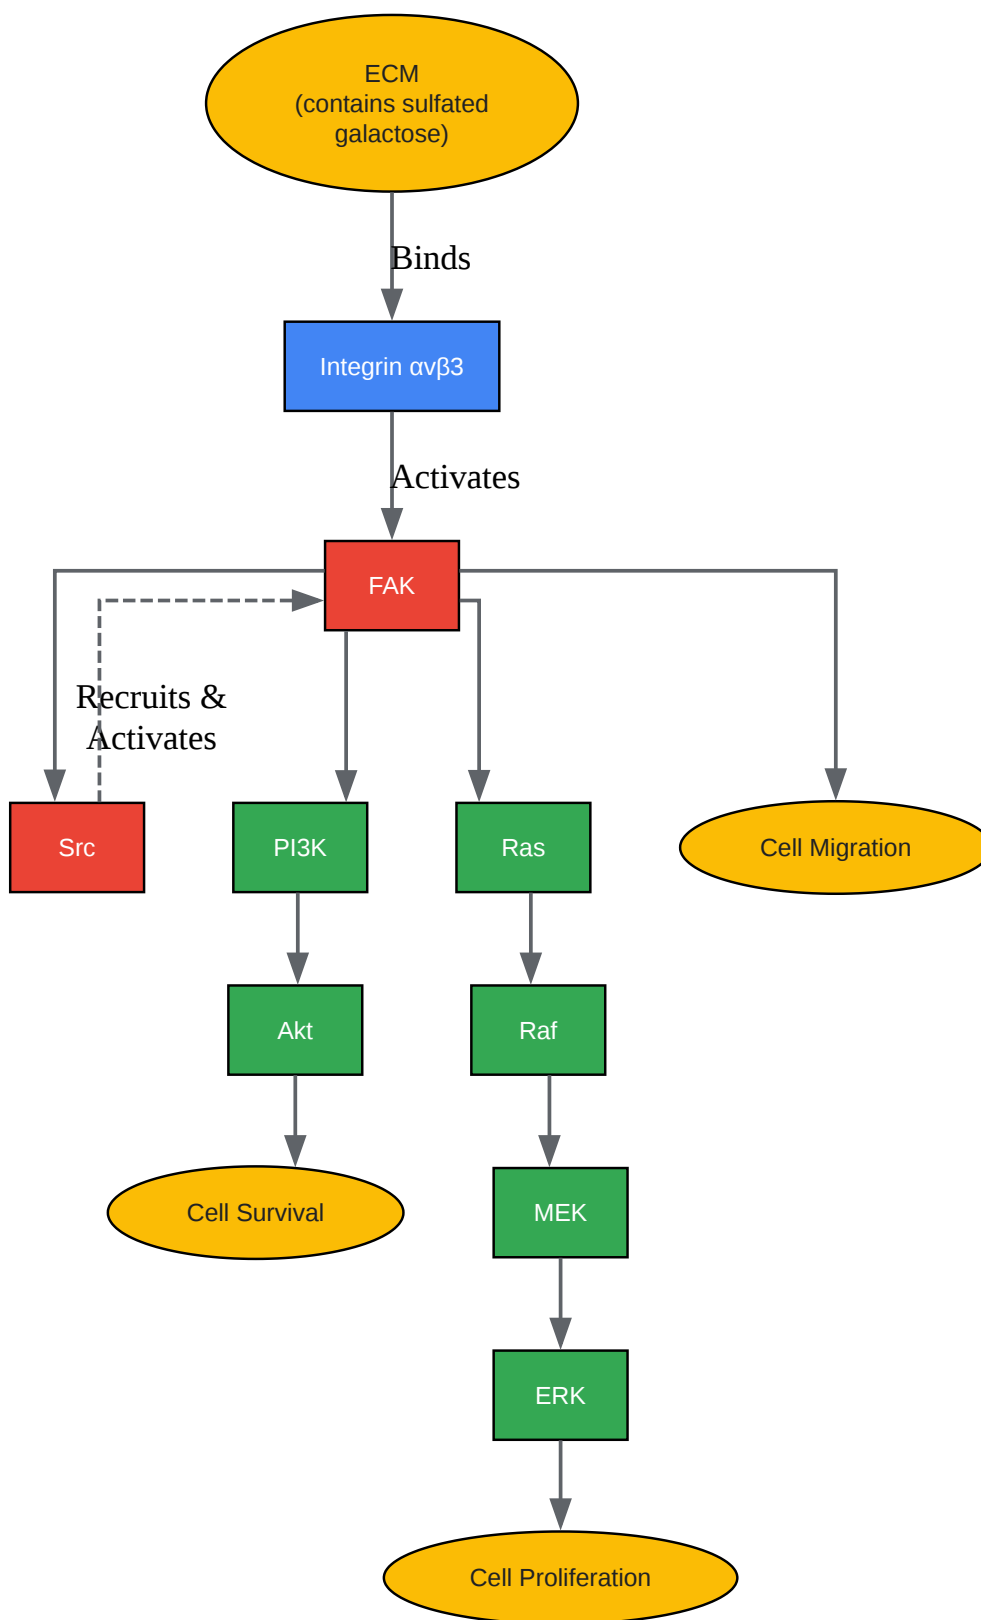 ECM
(contains sulfated
galactose)
Binds
Integrin αvβ3
Activates
FAK
Recruits &
Activates
Src
PI3K
Ras
Cell Migration
Akt
Raf
Cell Survival
MEK
ERK
Cell Proliferation